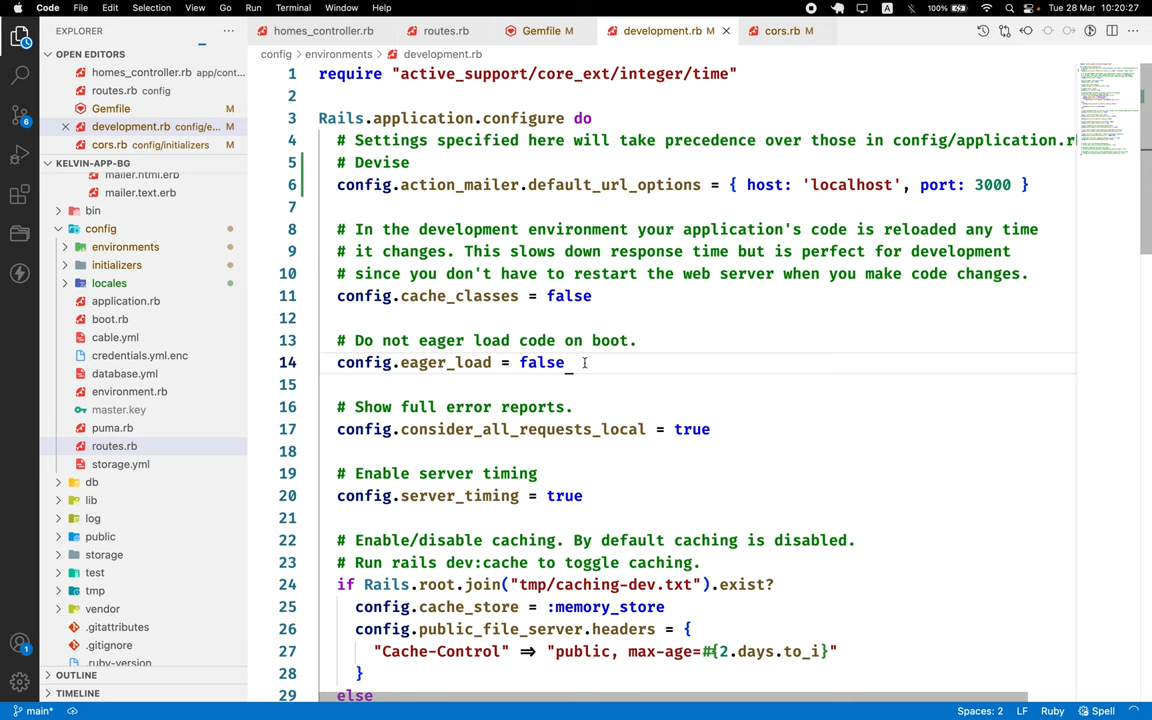 Code File Edit Selection View Go Run Terminal Window Help
A 100% Tue 28 Mar 10:20:27
EXPLORER
homes_controller.rb routes.rb Gemfile M development.rb M cors.rb M
OPEN EDITORS
homes_controller.rb app/cont...
routes.rb config
Gemfile M
development.rb config/e... M
cors.rb config/initializers M
KELVIN-APP-BG
mailer.html.erb
mailer.text.erb
bin
config
environments
initializers
locales
application.rb
boot.rb
cable.yml
credentials.yml.enc
database.yml
environment.rb
master.key
puma.rb
routes.rb
storage.yml
db
lib
log
public
storage
test
tmp
vendor
.gitattributes
.gitignore
.ruby-version
OUTLINE
TIMELINE
6
1
config > environments > development.rb
1 require "active_support/core_ext/integer/time"
2
3 Rails.application.configure do
4 # Settings specified here will take precedence over those in config/application.r
5 # Devise
6 config.action_mailer.default_url_options = { host: 'localhost', port: 3000 }
7
8 # In the development environment your application's code is reloaded any time
9 # it changes. This slows down response time but is perfect for development
10 # since you don't have to restart the web server when you make code changes.
11 config.cache_classes = false
12
13 # Do not eager load code on boot.
14 config.eager_load = false
15
16 # Show full error reports.
17 config.consider_all_requests_local = true
18
19 # Enable server timing
20 config.server_timing = true
21
22 # Enable/disable caching. By default caching is disabled.
23 # Run rails dev:cache to toggle caching.
24 if Rails.root.join("tmp/caching-dev.txt").exist?
25 config.cache_store = :memory_store
26 config.public_file_server.headers = {
27 "Cache-Control" => "public, max-age=#{2.days.to_i}"
28 }
29 else
main* Spaces: 2 LF Ruby Spell